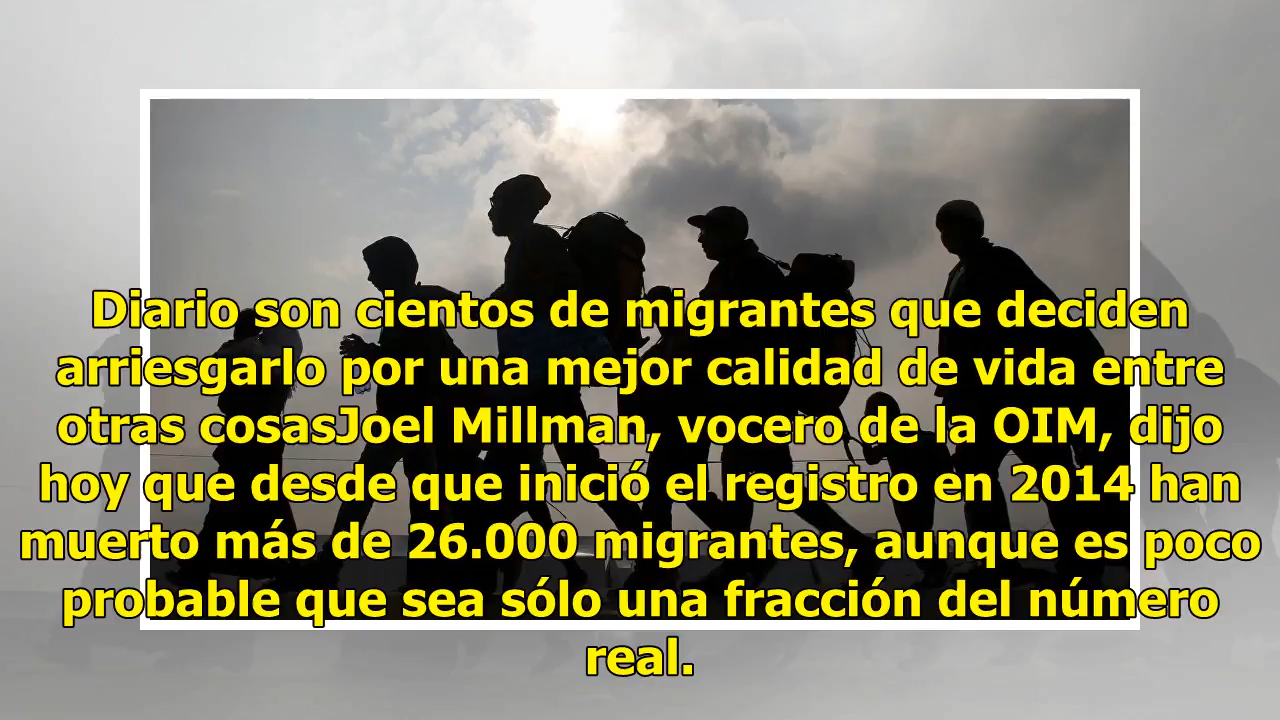 Diario son cientos de migrantes que deciden
arriesgarlo por una mejor calidad de vida entre
otras cosasJoel Millman, vocero de la OIM, dijo
hoy que desde que inició el registro en 2014 han
muerto más de 26.000 migrantes, aunque es poco
probable que sea sólo una fracción del número
real.